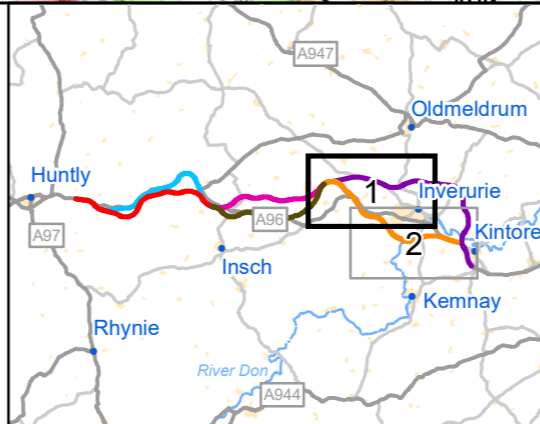 A947
Oldmeldrum
Huntly
1
Inverurie
A96
A97
2
Kintore
Insch
Kemnay
Rhynie
River Don
A944